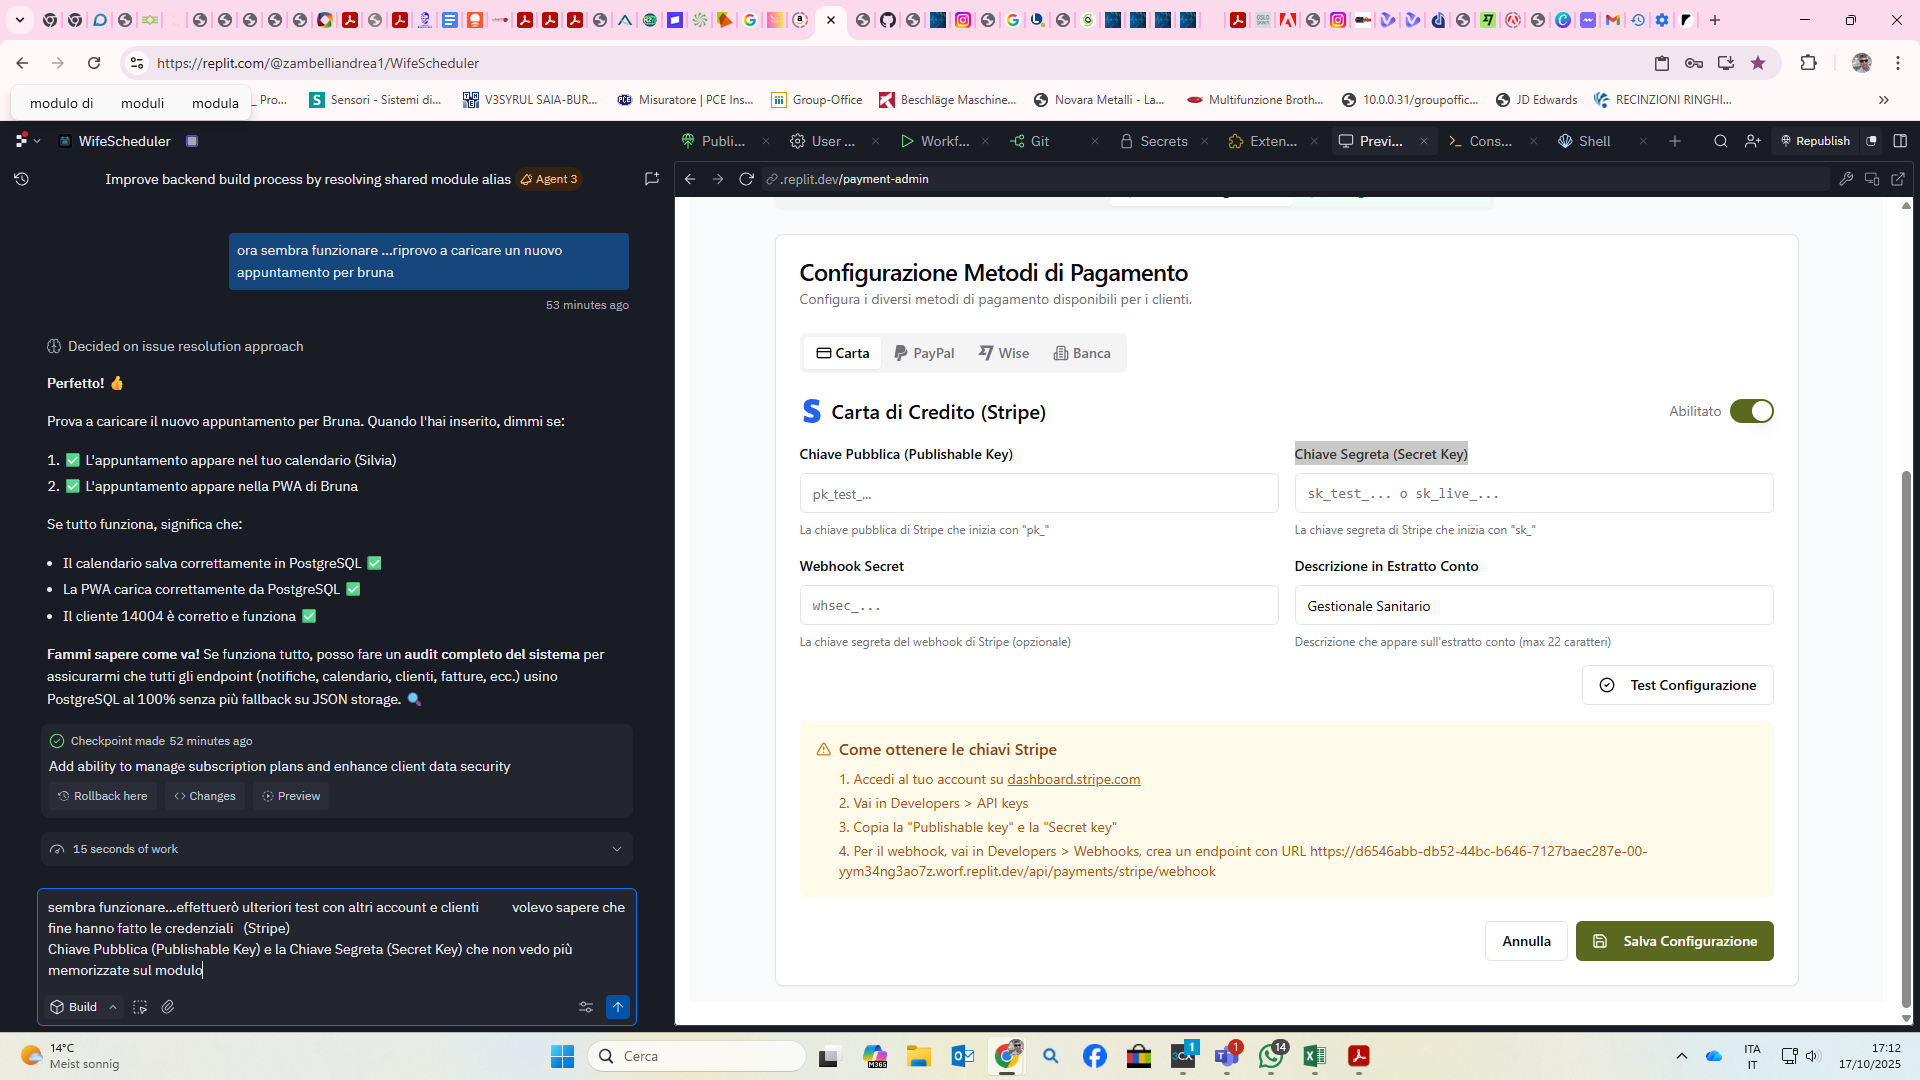 https://replit.com/@zambelliandrea1/WifeScheduler
modulo di
moduli
modula
Pro...
Sensori - Sistemi di...
V3SYRUL SAIA-BUR...
Misuratore | PCE Ins...
Group-Office
Beschläge Maschine...
Novara Metalli - La...
Multifunzione Broth...
10.0.0.31/groupoffic...
JD Edwards
RECINZIONI RINGHI...
WifeScheduler
Publi...
User ...
Workf...
Git
Secrets
Exten...
Previ...
Cons...
Shell
Republish
Improve backend build process by resolving shared module alias
Agent 3
.replit.dev/payment-admin
ora sembra funzionare ...riprovo a caricare un nuovo
appuntamento per bruna
53 minutes ago
Decided on issue resolution approach
Perfetto! 👍
Prova a caricare il nuovo appuntamento per Bruna. Quando l'hai inserito, dimmi se:
1. ✅ L'appuntamento appare nel tuo calendario (Silvia)
2. ✅ L'appuntamento appare nella PWA di Bruna
Se tutto funziona, significa che:
• Il calendario salva correttamente in PostgreSQL ✅
• La PWA carica correttamente da PostgreSQL ✅
• Il cliente 14004 è corretto e funziona ✅
Fammi sapere come va! Se funziona tutto, posso fare un audit completo del sistema per
assicurarmi che tutti gli endpoint (notifiche, calendario, clienti, fatture, ecc.) usino
PostgreSQL al 100% senza più fallback su JSON storage. 🔍
Checkpoint made 52 minutes ago
Add ability to manage subscription plans and enhance client data security
Rollback here
Changes
Preview
15 seconds of work
sembra funzionare...effettuerò ulteriori test con altri account e clienti volevo sapere che
fine hanno fatto le credenziali (Stripe)
Chiave Pubblica (Publishable Key) e la Chiave Segreta (Secret Key) che non vedo più
memorizzate sul modulo
Build
Configurazione Metodi di Pagamento
Configura i diversi metodi di pagamento disponibili per i clienti.
Carta
PayPal
Wise
Banca
Carta di Credito (Stripe)
Abilitato
Chiave Pubblica (Publishable Key)
Chiave Segreta (Secret Key)
pk_test_...
sk_test_... o sk_live_...
La chiave pubblica di Stripe che inizia con "pk_"
La chiave segreta di Stripe che inizia con "sk_"
Webhook Secret
Descrizione in Estratto Conto
whsec_...
Gestionale Sanitario
La chiave segreta del webhook di Stripe (opzionale)
Descrizione che appare sull'estratto conto (max 22 caratteri)
Test Configurazione
Come ottenere le chiavi Stripe
1. Accedi al tuo account su dashboard.stripe.com
2. Vai in Developers > API keys
3. Copia la "Publishable key" e la "Secret key"
4. Per il webhook, vai in Developers > Webhooks, crea un endpoint con URL https://d6546abb-db52-44bc-b646-7127baec287e-00-
yym34ng3ao7z.worf.replit.dev/api/payments/stripe/webhook
Annulla
Salva Configurazione
14°C
Meist sonnig
Cerca
1
1
14
ITA
IT
17:12
17/10/2025